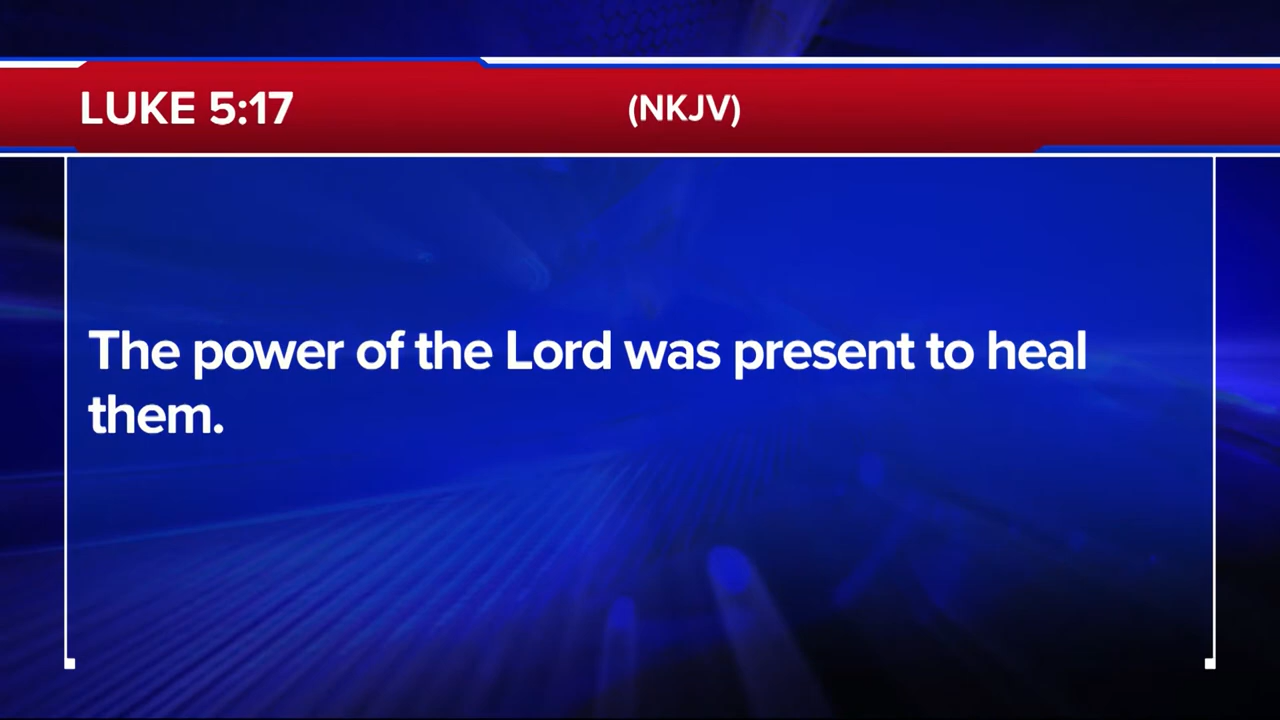 LUKE 5:17 (NKJV)
The power of the Lord was present to heal
them.